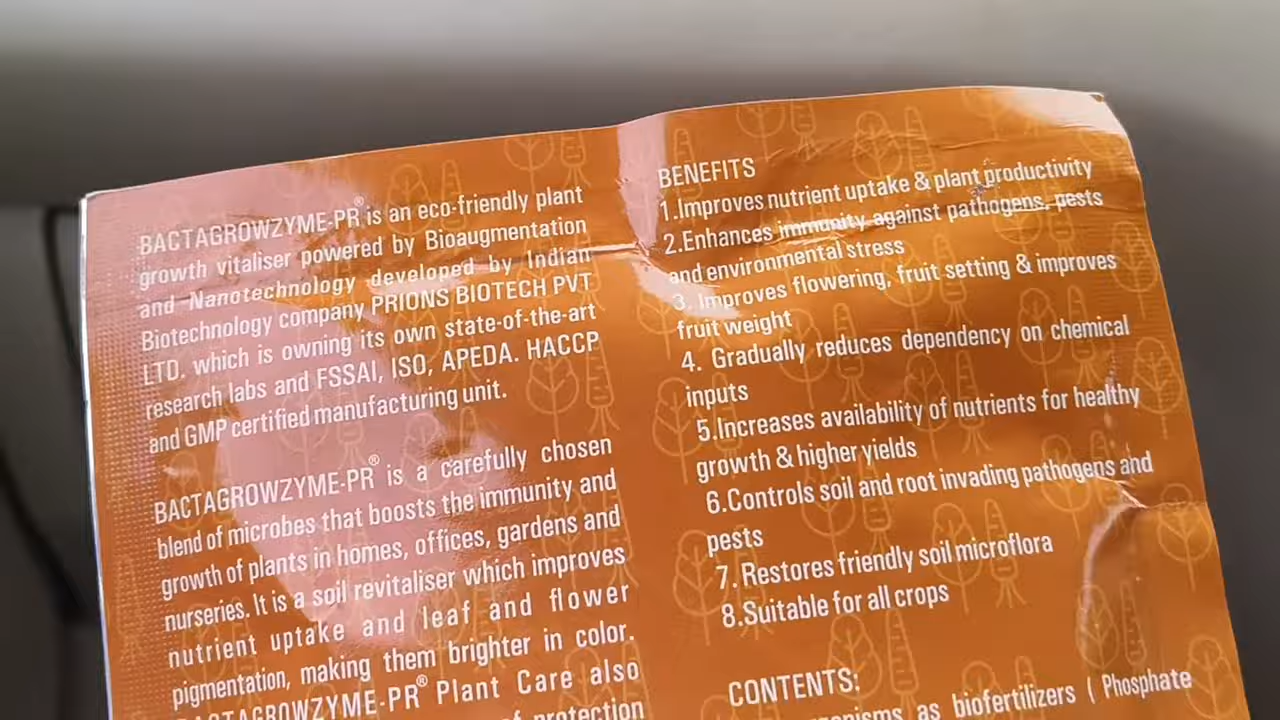 BACTAGROWZYME-PR® is an eco-friendly plant
growth vitaliser powered by Bioaugmentation
and Nanotechnology developed by Indian
Biotechnology company PRIONS BIOTECH PVT
LTD. which is owning its own state-of-the-art
research labs and FSSAI, ISO, APEDA. HACCP
and GMP certified manufacturing unit.
BACTAGROWZYME-PR® is a carefully chosen
blend of microbes that boosts the immunity and
growth of plants in homes, offices, gardens and
nurseries. It is a soil revitaliser which improves
nutrient uptake and leaf and flower
pigmentation, making them brighter in color.
BACTAGROWZYME-PR® Plant Care also
of protection
BENEFITS
1.Improves nutrient uptake & plant productivity
2.Enhances immunity against pathogens, pests
and environmental stress
3. Improves flowering, fruit setting & improves
fruit weight
4. Gradually reduces dependency on chemical
inputs
5.Increases availability of nutrients for healthy
growth & higher yields
6.Controls soil and root invading pathogens and
pests
7. Restores friendly soil microflora
8.Suitable for all crops
CONTENTS:
as biofertilizers ( Phosphate